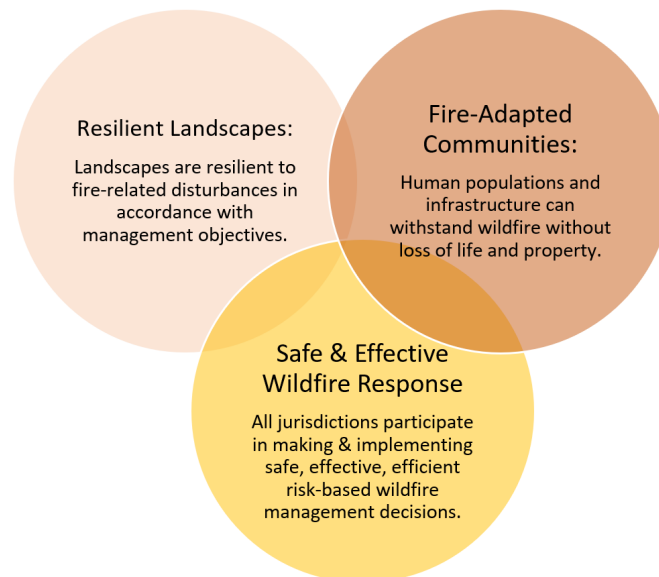 Resilient Landscapes:
Landscapes are resilient to
fire-related disturbances in
accordance with
management objectives.
Fire-Adapted
Communities:
Human populations and
infrastructure can
withstand wildfire without
loss of life and property.
Safe & Effective
Wildfire Response
All jurisdictions participate
in making & implementing
safe, effective, efficient
risk-based wildfire
management decisions.